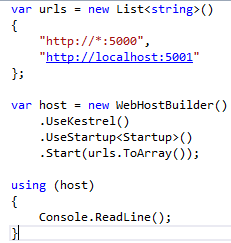 var urls = new List<string>()
{
    "http://*:5000",
    "http://localhost:5001"
};
var host = new WebHostBuilder()
    .UseKestrel()
    .UseStartup<Startup>()
    .Start(urls.ToArray());
using (host)
{
    Console.ReadLine();
}